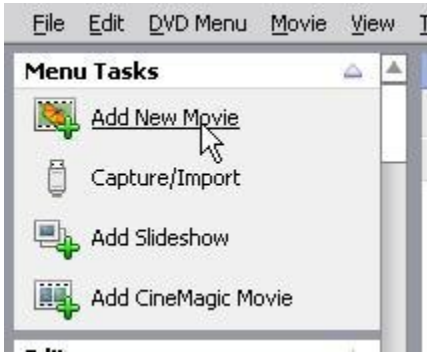 File Edit DVD Menu Movie View
Menu Tasks
Add New Movie
Capture/Import
Add Slideshow
Add CineMagic Movie